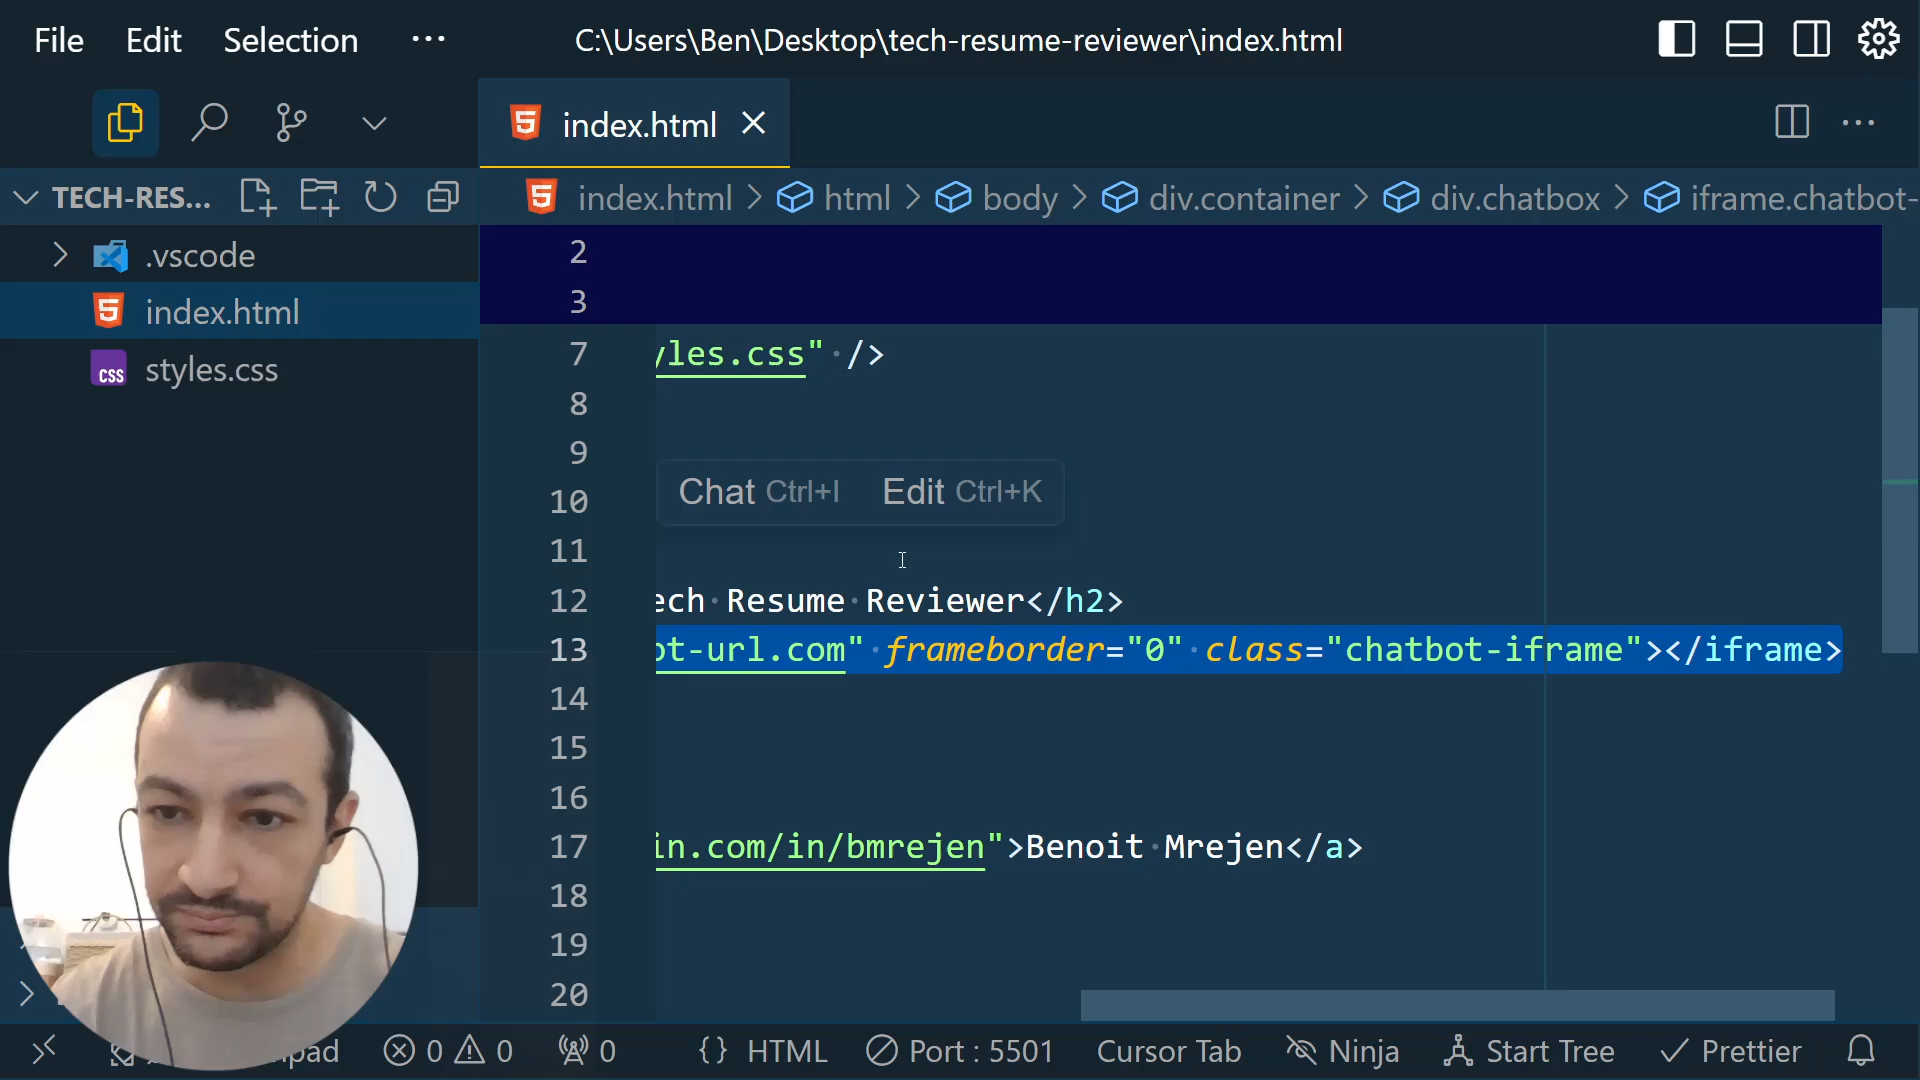 File Edit Selection ··· C:\Users\Ben\Desktop\tech-resume-reviewer\index.html
index.html
TECH-RES...
index.html > html > body > div.container > div.chatbox > iframe.chatbot-
.vscode
index.html
styles.css
2
3
7 yles.css" />
8
9
Chat Ctrl+I Edit Ctrl+K
10
11
12 ech Resume Reviewer</h2>
13 ot-url.com" frameborder="0" class="chatbot-iframe"></iframe>
14
15
16
17 in.com/in/bmrejen">Benoit Mrejen</a>
18
19
20
0 0 0 {} HTML Port : 5501 Cursor Tab Ninja Start Tree Prettier